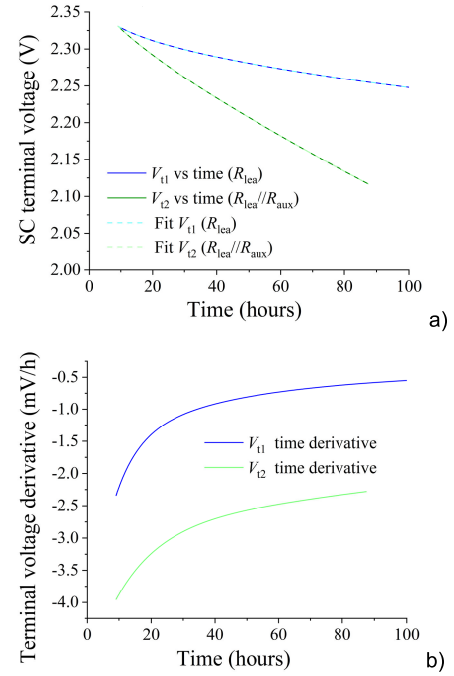 2.35
2.30
2.25
2.20
2.15
2.10
2.05
2.00
SC terminal voltage (V)
Vt1 vs time (Rlea)
Vt2 vs time (Rlea//Raux)
Fit Vt1 (Rlea)
Fit Vt2 (Rlea//Raux)
0 20 40 60 80 100
Time (hours)
a)
-0.5
-1.0
-1.5
-2.0
-2.5
-3.0
-3.5
-4.0
Terminal voltage derivative (mV/h)
Vt1 time derivative
Vt2 time derivative
0 20 40 60 80 100
Time (hours)
b)